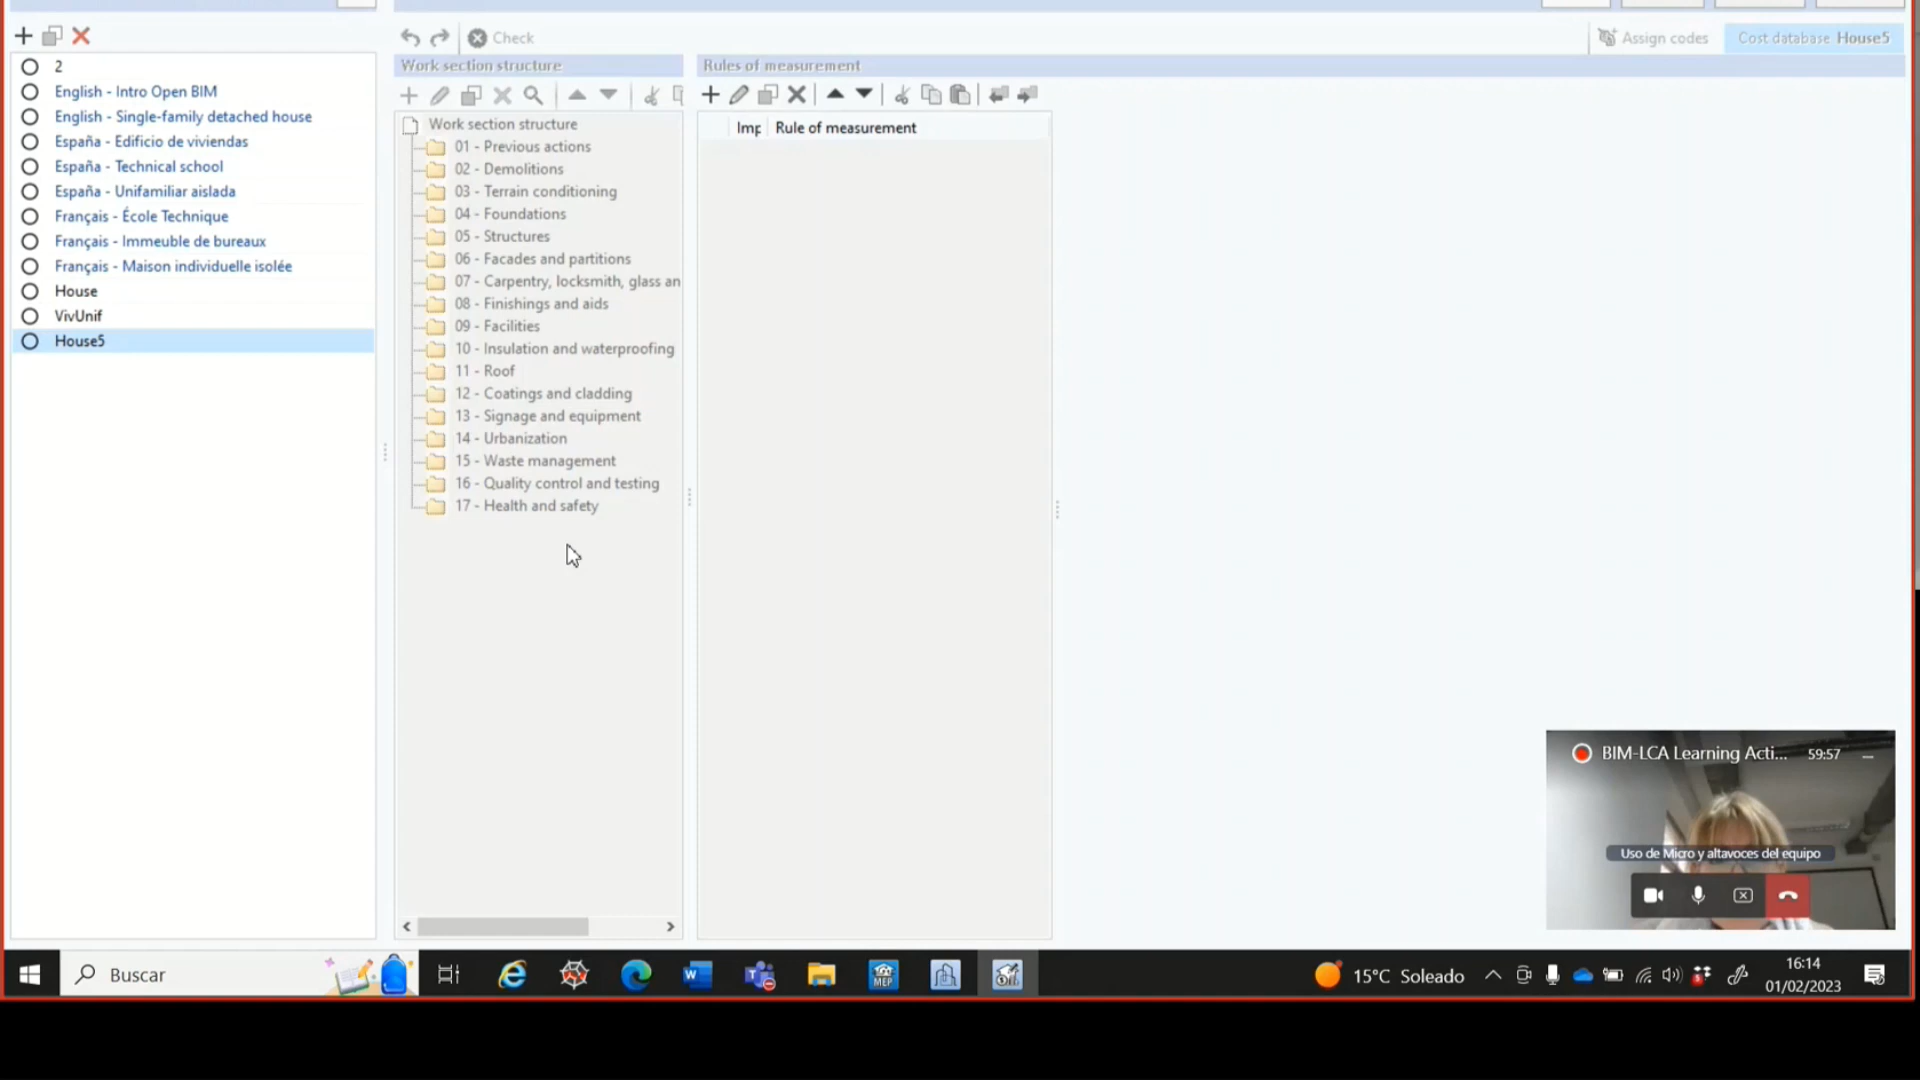 Check
Assign codes
Cost database House5
Work section structure
Rules of measurement
2
English - Intro Open BIM
English - Single-family detached house
España - Edificio de viviendas
España - Technical school
España - Unifamiliar aislada
Français - École Technique
Français - Immeuble de bureaux
Français - Maison individuelle isolée
House
VivUnif
House5
Work section structure
01 - Previous actions
02 - Demolitions
03 - Terrain conditioning
04 - Foundations
05 - Structures
06 - Facades and partitions
07 - Carpentry, locksmith, glass an
08 - Finishings and aids
09 - Facilities
10 - Insulation and waterproofing
11 - Roof
12 - Coatings and cladding
13 - Signage and equipment
14 - Urbanization
15 - Waste management
16 - Quality control and testing
17 - Health and safety
Imp Rule of measurement
BIM-LCA Learning Acti... 59:57
Uso de Micro y altavoces del equipo
Buscar
MEP
15°C Soleado
16:14
01/02/2023